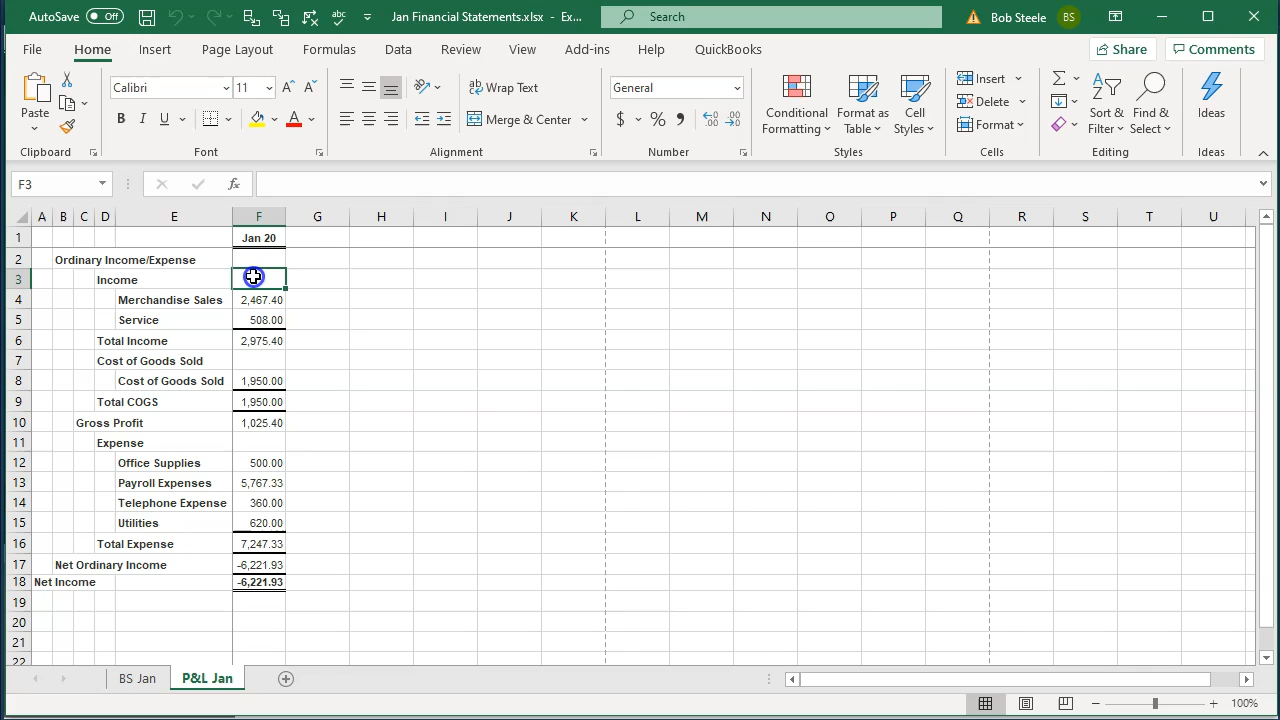 AutoSave Off Jan Financial Statements.xlsx - Ex... Search Bob Steele BS
File Home Insert Page Layout Formulas Data Review View Add-ins Help QuickBooks Share Comments
Paste Calibri 11 A A B I U A ab Wrap Text Merge & Center General $ % , Conditional Formatting Format as Table Cell Styles Insert Delete Format Sort & Filter Find & Select Ideas
Clipboard Font Alignment Number Styles Cells Editing Ideas
F3 fx
A B C D E F G H I J K L M N O P Q R S T U
1 Jan 20
2 Ordinary Income/Expense
3 Income
4 Merchandise Sales 2,467.40
5 Service 508.00
6 Total Income 2,975.40
7 Cost of Goods Sold
8 Cost of Goods Sold 1,950.00
9 Total COGS 1,950.00
10 Gross Profit 1,025.40
11 Expense
12 Office Supplies 500.00
13 Payroll Expenses 5,767.33
14 Telephone Expense 360.00
15 Utilities 620.00
16 Total Expense 7,247.33
17 Net Ordinary Income -6,221.93
18 Net Income -6,221.93
19
20
21
22
BS Jan P&L Jan
100%